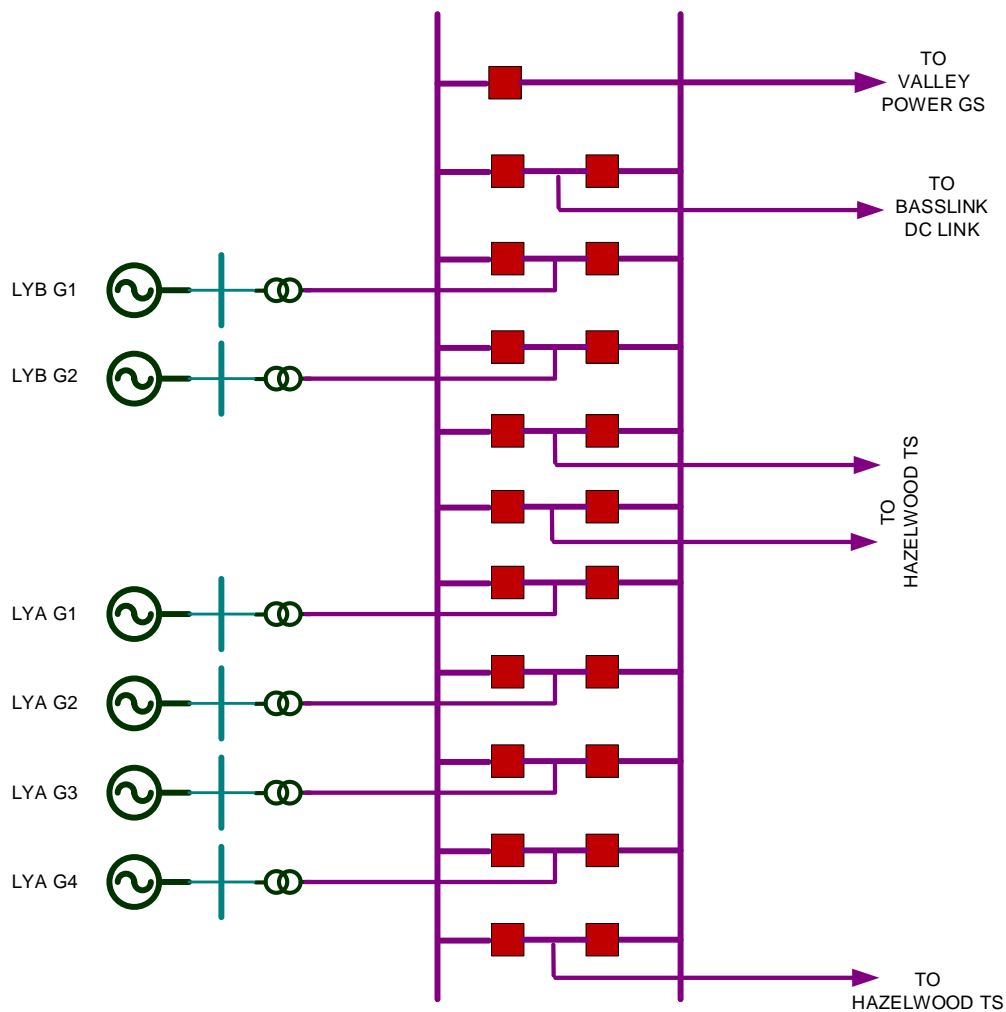 TO
VALLEY
POWER GS
TO
BASSLINK
DC LINK
LYB G1
LYB G2
TO
HAZELWOOD TS
LYA G1
LYA G2
LYA G3
LYA G4
TO
HAZELWOOD TS